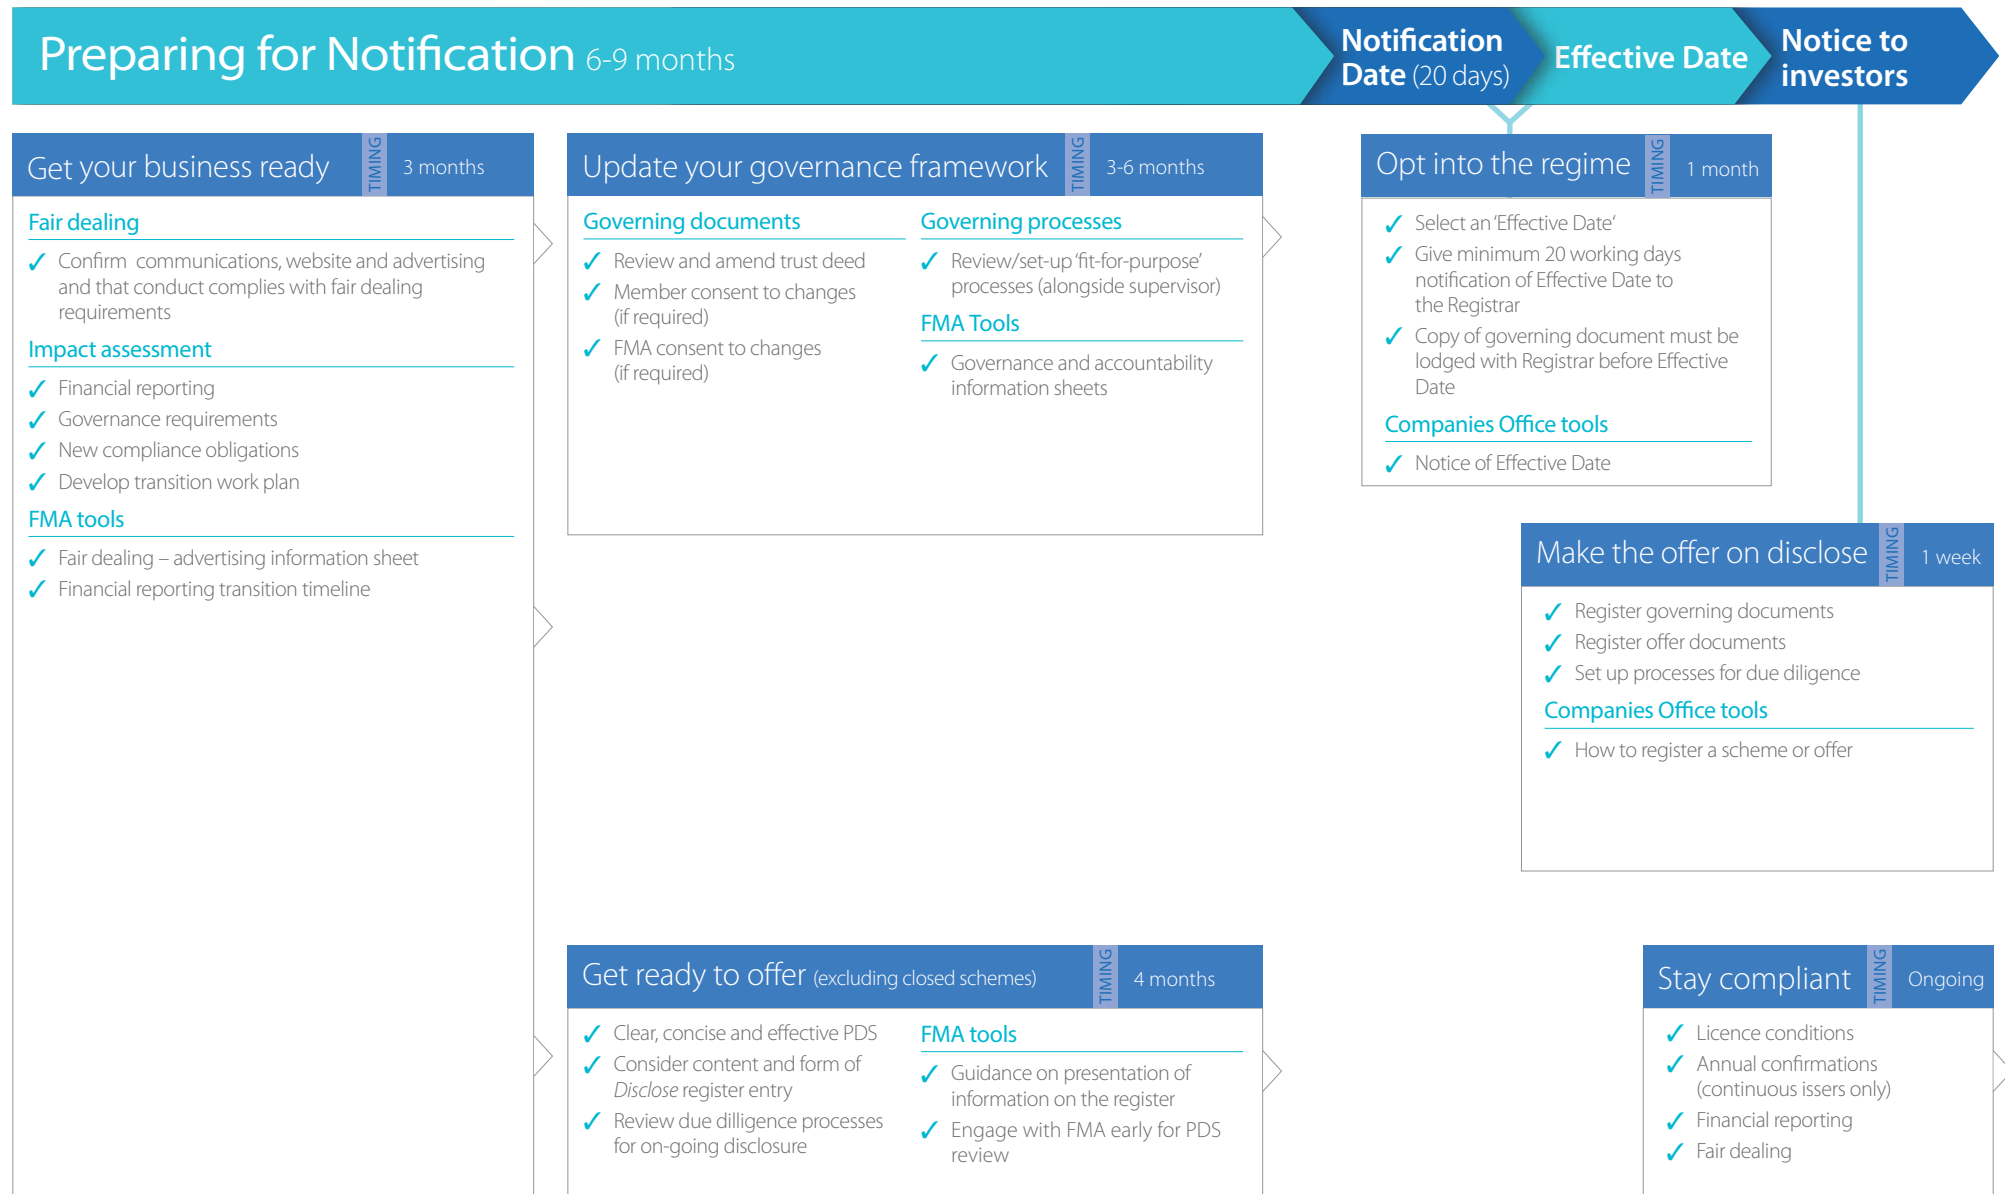 Preparing for Notification 6-9 months
Notification
Date (20 days)
Effective Date
Notice to
investors
Get your business ready
TIMING
3 months
Fair dealing
Confirm communications, website and advertising
and that conduct complies with fair dealing
requirements
Impact assessment
Financial reporting
Governance requirements
New compliance obligations
Develop transition work plan
FMA tools
Fair dealing – advertising information sheet
Financial reporting transition timeline
Update your governance framework
TIMING
3-6 months
Governing documents
Review and amend trust deed
Member consent to changes
(if required)
FMA consent to changes
(if required)
Governing processes
Review/set-up ‘fit-for-purpose’
processes (alongside supervisor)
FMA Tools
Governance and accountability
information sheets
Opt into the regime
TIMING
1 month
Select an ‘Effective Date‘
Give minimum 20 working days
notification of Effective Date to
the Registrar
Copy of governing document must be
lodged with Registrar before Effective
Date
Companies Office tools
Notice of Effective Date
Make the offer on disclose
TIMING
1 week
Register governing documents
Register offer documents
Set up processes for due diligence
Companies Office tools
How to register a scheme or offer
Get ready to offer (excluding closed schemes)
TIMING
4 months
Clear, concise and effective PDS
Consider content and form of
Disclose register entry
Review due dilligence processes
for on-going disclosure
FMA tools
Guidance on presentation of
information on the register
Engage with FMA early for PDS
review
Stay compliant
TIMING
Ongoing
Licence conditions
Annual confirmations
(continuous issers only)
Financial reporting
Fair dealing